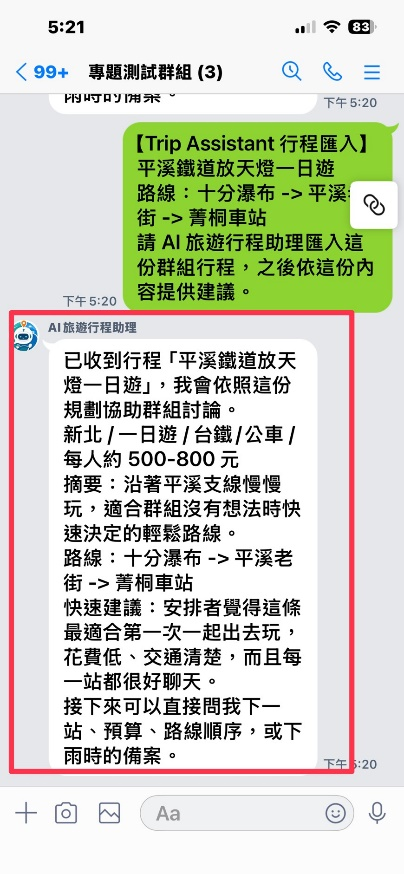 5:21
83
99+
專題測試群組 (3)
雨時的備案。
下午 5:20
【Trip Assistant 行程匯入】
平溪鐵道放天燈一日遊
路線：十分瀑布 -> 平溪老
街 -> 菁桐車站
請 AI 旅遊行程助理匯入這
份群組行程，之後依這份內
容提供建議。
下午 5:20
AI 旅遊行程助理
已收到行程「平溪鐵道放天
燈一日遊」，我會依照這份
規劃協助群組討論。
新北 / 一日遊 / 台鐵 / 公車 /
每人約 500-800 元
摘要：沿著平溪支線慢慢
玩，適合群組沒有想法時快
速決定的輕鬆路線。
路線：十分瀑布 -> 平溪老
街 -> 菁桐車站
快速建議：安排者覺得這條
最適合第一次一起出去玩，
花費低、交通清楚，而且每
一站都很好聊天。
接下來可以直接問我下一
站、預算、路線順序，或下
雨時的備案。
下午 5:20
Aa